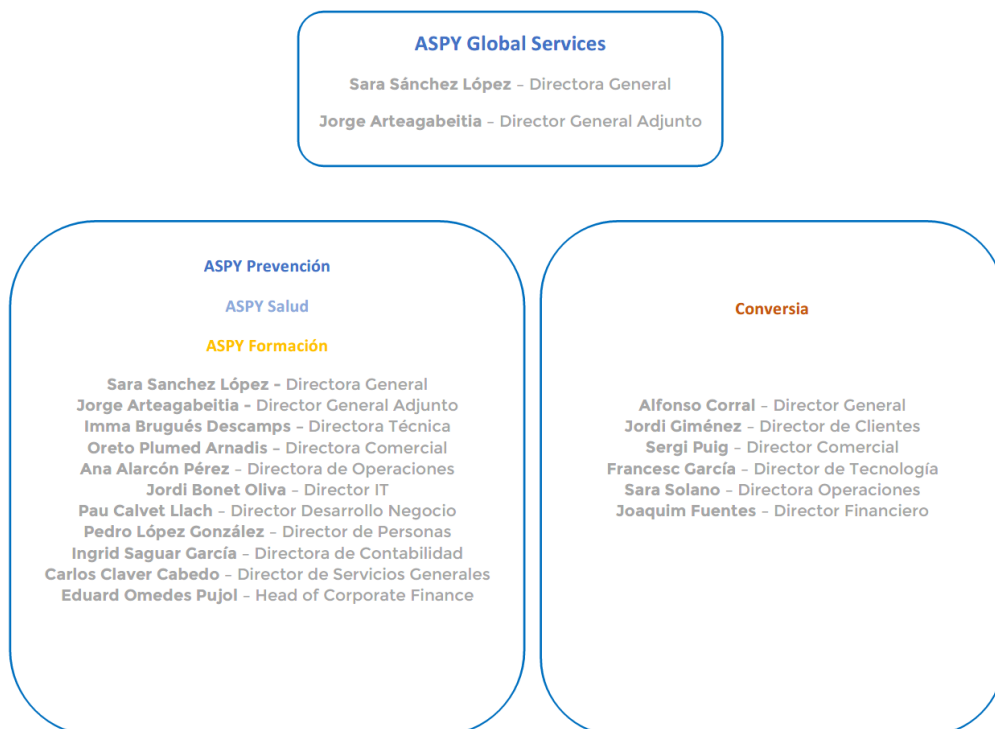 ASPY Global Services
Sara Sánchez López – Directora General
Jorge Arteagabeitia – Director General Adjunto
ASPY Prevención
ASPY Salud
ASPY Formación
Sara Sanchez López - Directora General
Jorge Arteagabeitia - Director General Adjunto
Imma Brugués Descamps – Directora Técnica
Oreto Plumed Arnadis – Directora Comercial
Ana Alarcón Pérez – Directora de Operaciones
Jordi Bonet Oliva – Director IT
Pau Calvet Llach – Director Desarrollo Negocio
Pedro López González – Director de Personas
Ingrid Saguar García – Directora de Contabilidad
Carlos Claver Cabedo – Director de Servicios Generales
Eduard Omedes Pujol – Head of Corporate Finance
Conversia
Alfonso Corral – Director General
Jordi Giménez – Director de Clientes
Sergi Puig – Director Comercial
Francesc García – Director de Tecnología
Sara Solano – Directora Operaciones
Joaquim Fuentes – Director Financiero